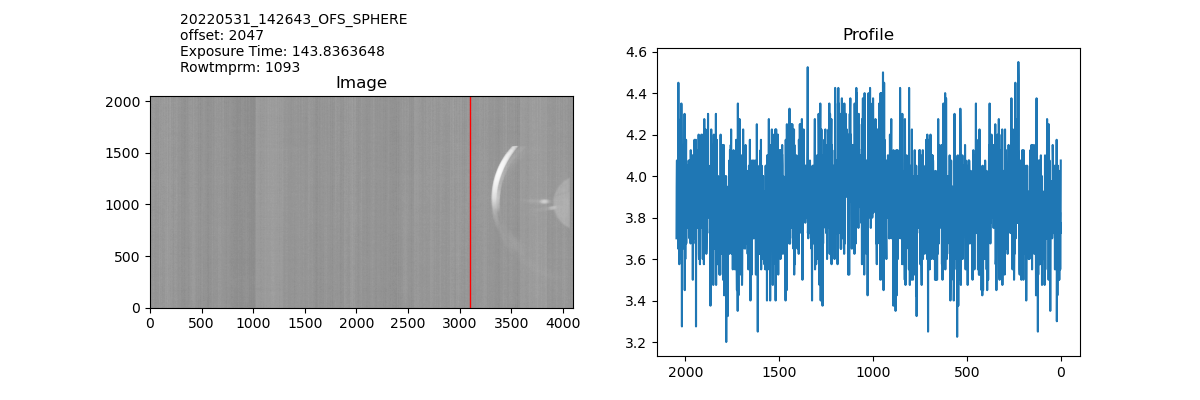 20220531_142643_OFS_SPHERE
offset: 2047
Exposure Time: 143.8363648
Rowtmprm: 1093
Image
2000
1500
1000
500
0
0 500 1000 1500 2000 2500 3000 3500 4000
Profile
4.6
4.4
4.2
4.0
3.8
3.6
3.4
3.2
2000 1500 1000 500 0